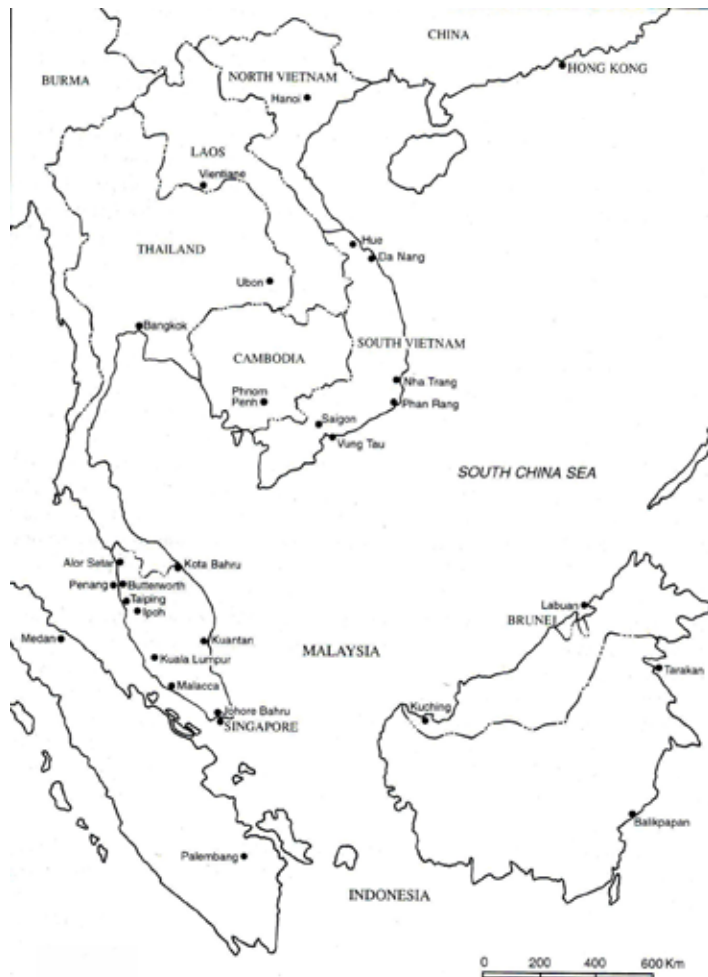 CHINA
BURMA
HONG KONG
NORTH VIETNAM
Hanoi
LAOS
Vientiane
THAILAND
Hue
Da Nang
Ubon
Bangkok
SOUTH VIETNAM
CAMBODIA
Phnom
Penh
Nha Trang
Phan Rang
Saigon
Vung Tau
SOUTH CHINA SEA
Alor Setar
Kota Bahru
Penang
Butterworth
Taiping
Ipoh
Labuan
BRUNEI
Medan
Kuantan
MALAYSIA
Kuala Lumpur
Tarakan
Malacca
Johore Bahru
SINGAPORE
Kuching
Balikpapan
Palembang
INDONESIA
0 200 400 600 Km